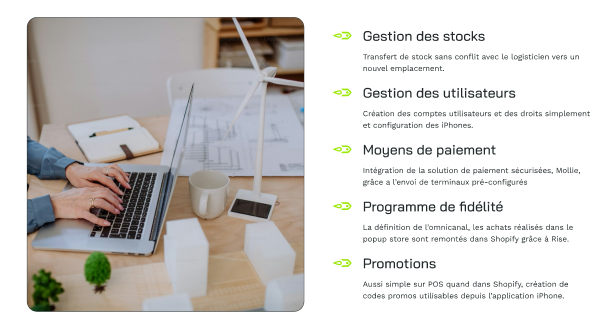 Gestion des stocks
Transfert de stock sans conflit avec le logisticien vers un
nouvel emplacement.
Gestion des utilisateurs
Création des comptes utilisateurs et des droits simplement
et configuration des iPhones.
Moyens de paiement
Intégration de la solution de paiement sécurisées, Mollie,
grâce a l'envoi de terminaux pré-configurés
Programme de fidélité
La définition de l'omnicanal, les achats réalisés dans le
popup store sont remontés dans Shopify grâce à Rise.
Promotions
Aussi simple sur POS quand dans Shopify, création de
codes promos utilisables depuis l'application iPhone.